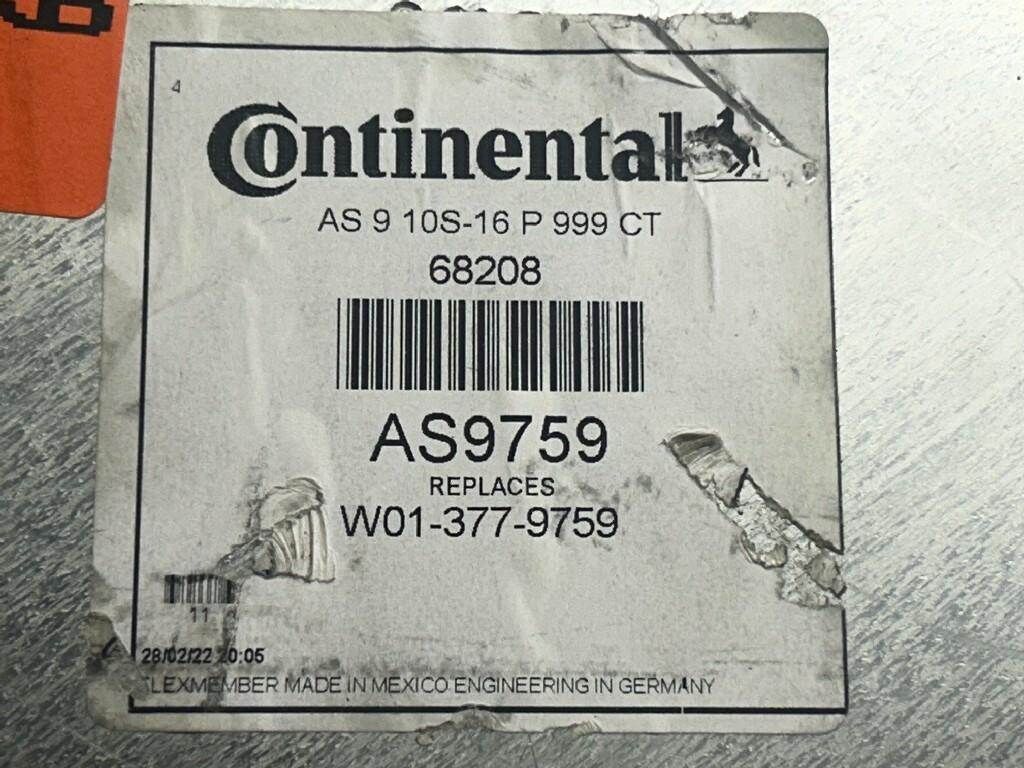 4
Continental
AS 9 10S-16 P 999 CT
68208
AS9759
REPLACES
W01-377-9759
11
28/02/22 20:05
FLEXMEMBER MADE IN MEXICO ENGINEERING IN GERMANY